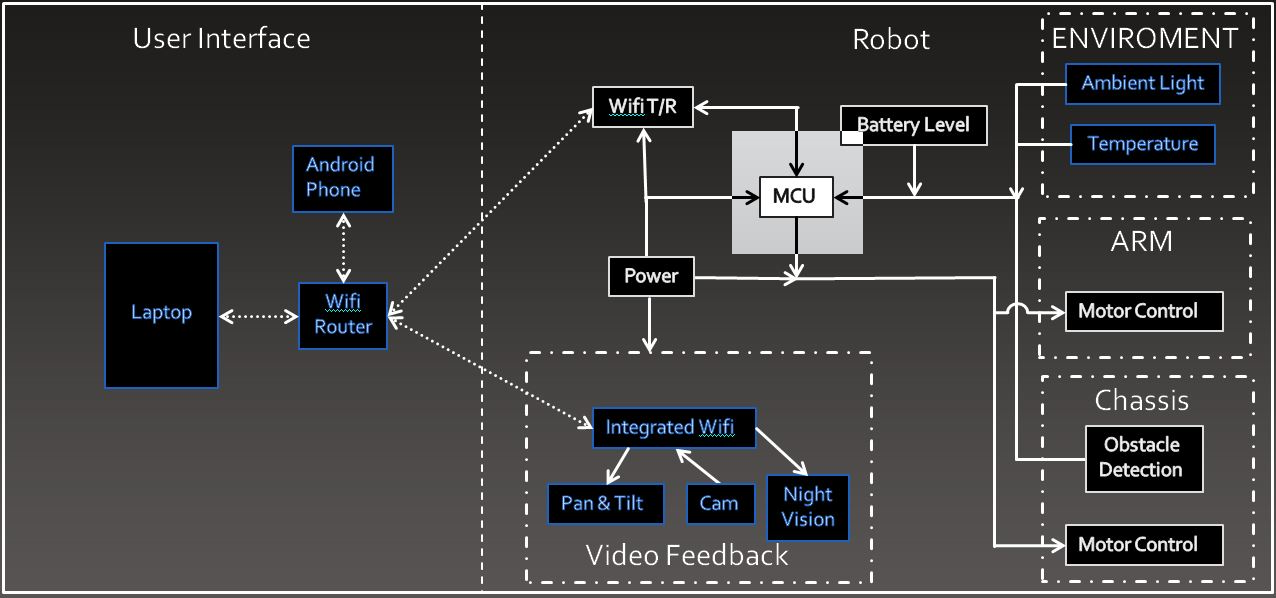 User Interface
Robot
ENVIROMENT
Ambient Light
Temperature
Wifi T/R
Battery Level
MCU
Android
Phone
Laptop
Wifi
Router
Power
ARM
Motor Control
Chassis
Obstacle
Detection
Motor Control
Integrated Wifi
Pan & Tilt
Cam
Night
Vision
Video Feedback